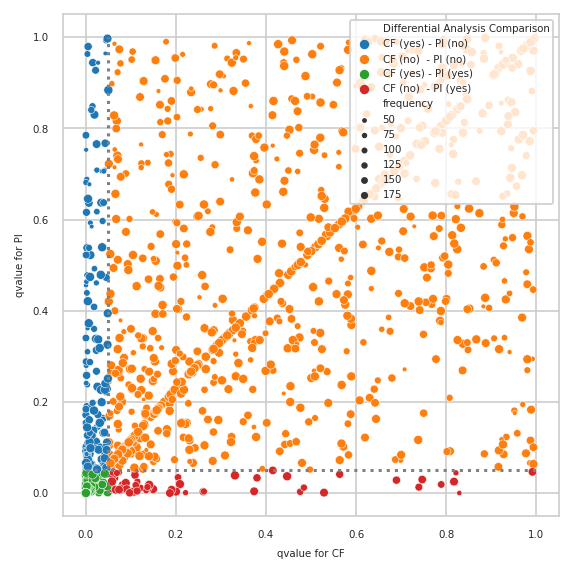 Differential Analysis Comparison
CF (yes) - PI (no)
CF (no)  - PI (no)
CF (yes) - PI (yes)
CF (no)  - PI (yes)
frequency
50
75
100
125
150
175
1.0
0.8
0.6
0.4
0.2
0.0
qvalue for PI
0.0 0.2 0.4 0.6 0.8 1.0
qvalue for CF